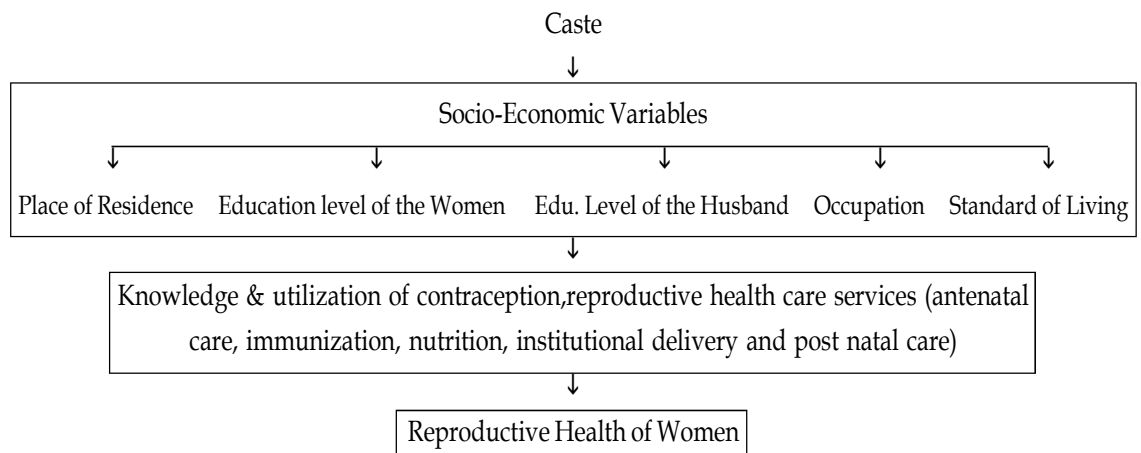 Caste
Socio-Economic Variables
Place of Residence Education level of the Women Edu. Level of the Husband Occupation Standard of Living
Knowledge & utilization of contraception,reproductive health care services (antenatal
care, immunization, nutrition, institutional delivery and post natal care)
Reproductive Health of Women